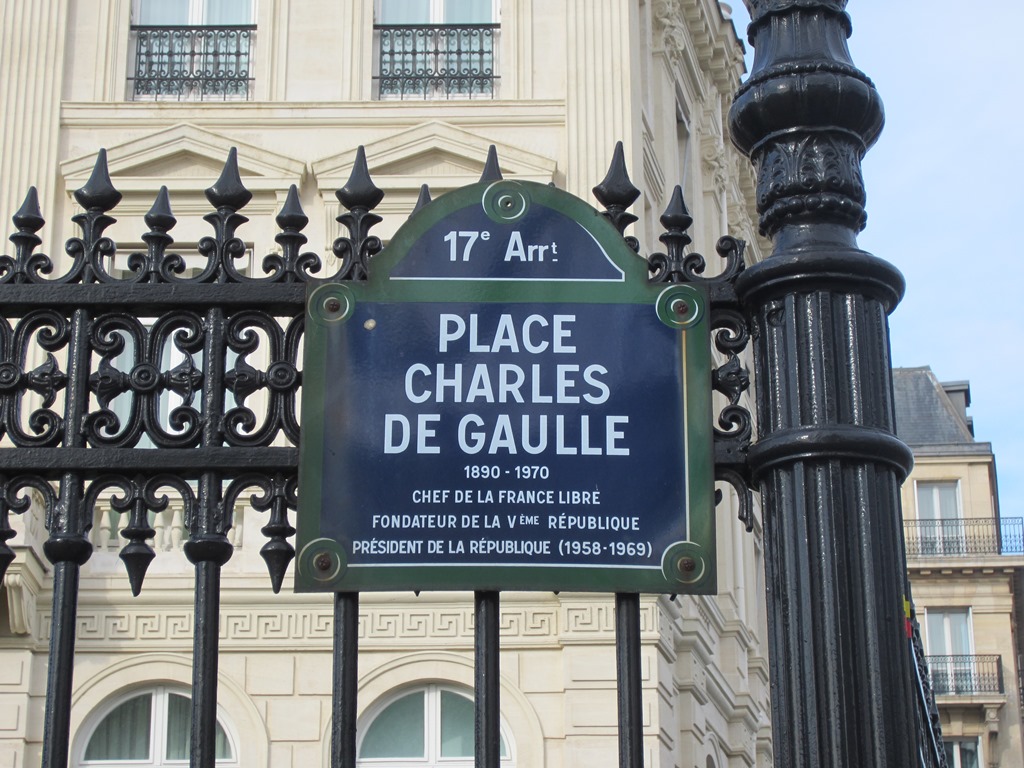 17e Arrt
PLACE
CHARLES
DE GAULLE
1890 - 1970
CHEF DE LA FRANCE LIBRE
FONDATEUR DE LA VÈME RÉPUBLIQUE
PRÉSIDENT DE LA RÉPUBLIQUE (1958-1969)